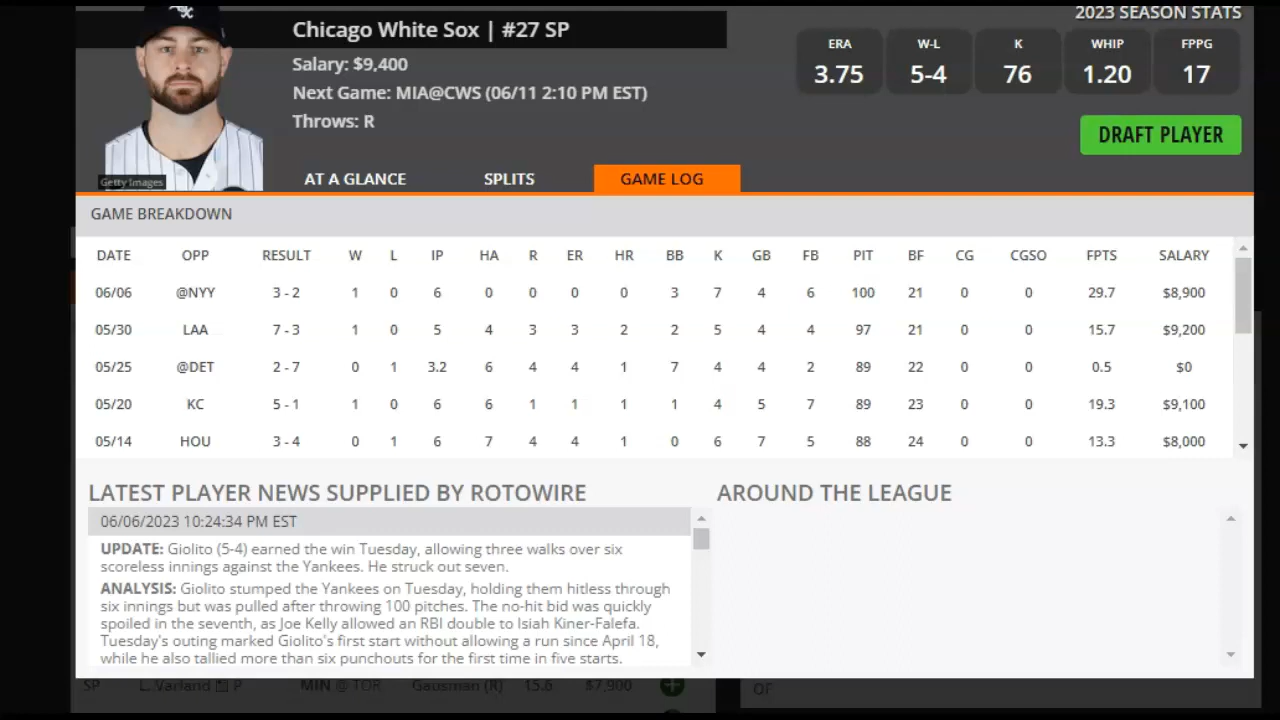 2023 SEASON STATS
Chicago White Sox | #27 SP
Salary: $9,400
Next Game: MIA@CWS (06/11 2:10 PM EST)
Throws: R
ERA W-L K WHIP FPPG
3.75 5-4 76 1.20 17
DRAFT PLAYER
Getty Images
AT A GLANCE SPLITS GAME LOG
GAME BREAKDOWN
DATE OPP RESULT W L IP HA R ER HR BB K GB FB PIT BF CG CGSO FPTS SALARY
06/06 @NYY 3 - 2 1 0 6 0 0 0 0 3 7 4 6 100 21 0 0 29.7 $8,900
05/30 LAA 7 - 3 1 0 5 4 3 3 2 2 5 4 4 97 21 0 0 15.7 $9,200
05/25 @DET 2 - 7 0 1 3.2 6 4 4 1 7 4 4 2 89 22 0 0 0.5 $0
05/20 KC 5 - 1 1 0 6 6 1 1 1 1 4 5 7 89 23 0 0 19.3 $9,100
05/14 HOU 3 - 4 0 1 6 7 4 4 1 0 6 7 5 88 24 0 0 13.3 $8,000
LATEST PLAYER NEWS SUPPLIED BY ROTOWIRE
06/06/2023 10:24:34 PM EST
UPDATE: Giolito (5-4) earned the win Tuesday, allowing three walks over six
scoreless innings against the Yankees. He struck out seven.
ANALYSIS: Giolito stumped the Yankees on Tuesday, holding them hitless through
six innings but was pulled after throwing 100 pitches. The no-hit bid was quickly
spoiled in the seventh, as Joe Kelly allowed an RBI double to Isiah Kiner-Falefa.
Tuesday's outing marked Giolito's first start without allowing a run since April 18,
while he also tallied more than six punchouts for the first time in five starts.
AROUND THE LEAGUE
SP L. Varland P MIN @ TOR Gausman (R) 15.6 $7,900
OF